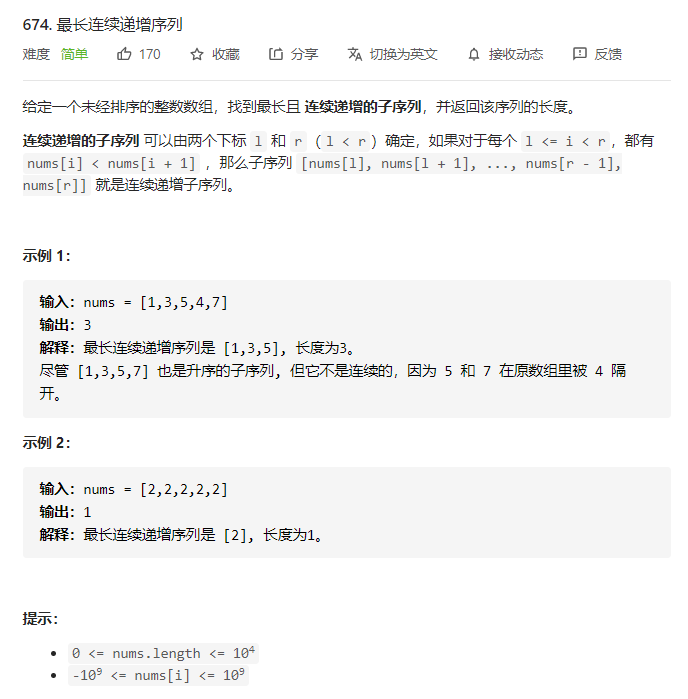 674. 最长连续递增序列
难度 简单 170 收藏 分享 切换为英文 接收动态 反馈
给定一个未经排序的整数数组，找到最长且 连续递增的子序列，并返回该序列的长度。
连续递增的子序列 可以由两个下标 l 和 r （l < r）确定，如果对于每个 l <= i < r，都有
nums[i] < nums[i + 1] ，那么子序列 [nums[l], nums[l + 1], ..., nums[r - 1],
nums[r]] 就是连续递增子序列。
示例 1：
输入：nums = [1,3,5,4,7]
输出：3
解释：最长连续递增序列是 [1,3,5], 长度为3。
尽管 [1,3,5,7] 也是升序的子序列, 但它不是连续的，因为 5 和 7 在原数组里被 4 隔
开。
示例 2：
输入：nums = [2,2,2,2,2]
输出：1
解释：最长连续递增序列是 [2], 长度为1。
提示：
• 0 <= nums.length <= 10⁴
• -10⁹ <= nums[i] <= 10⁹